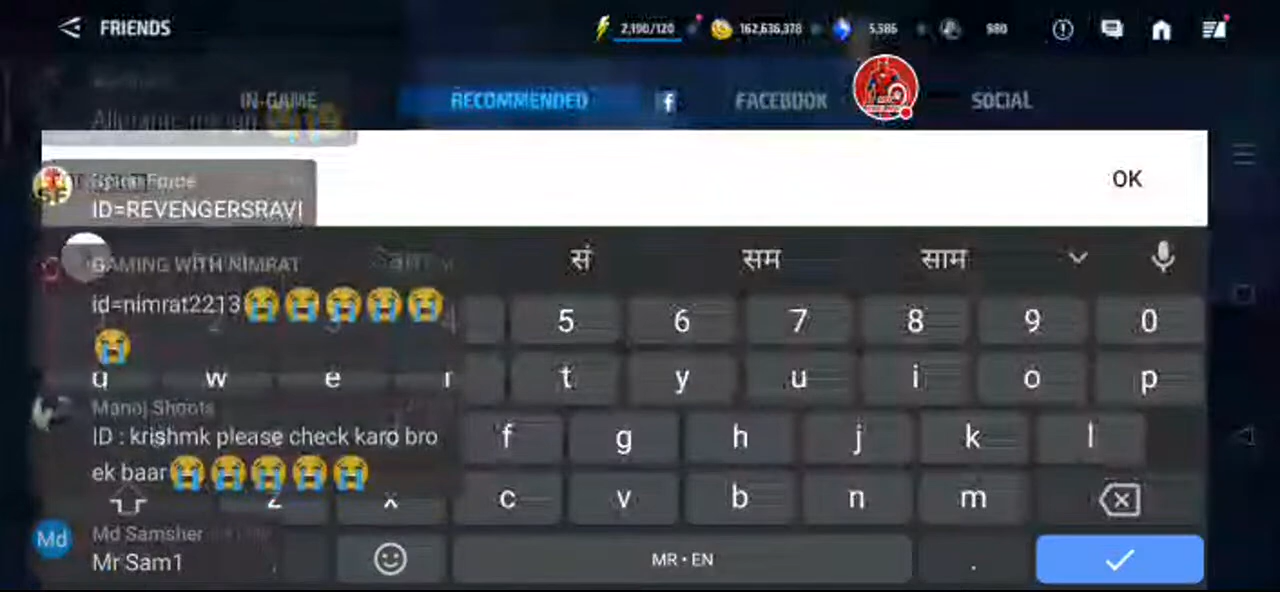 FRIENDS
2,190/120 162,636,378 5,586 980
IN-GAME RECOMMENDED f FACEBOOK SOCIAL
OK
ID=REVENGERSRAVI
GAMING WITH NIMRAT
सं सम साम
id=nimrat2213😭😭😭😭😭
😭
5 6 7 8 9 0
q w e r t y u i o p
Manoj Shoots
ID : krishmk please check karo bro
ek baar😭😭😭😭😭
f g h j k l
z x c v b n m
Md Md Samsher
Mr Sam1
MR • EN .